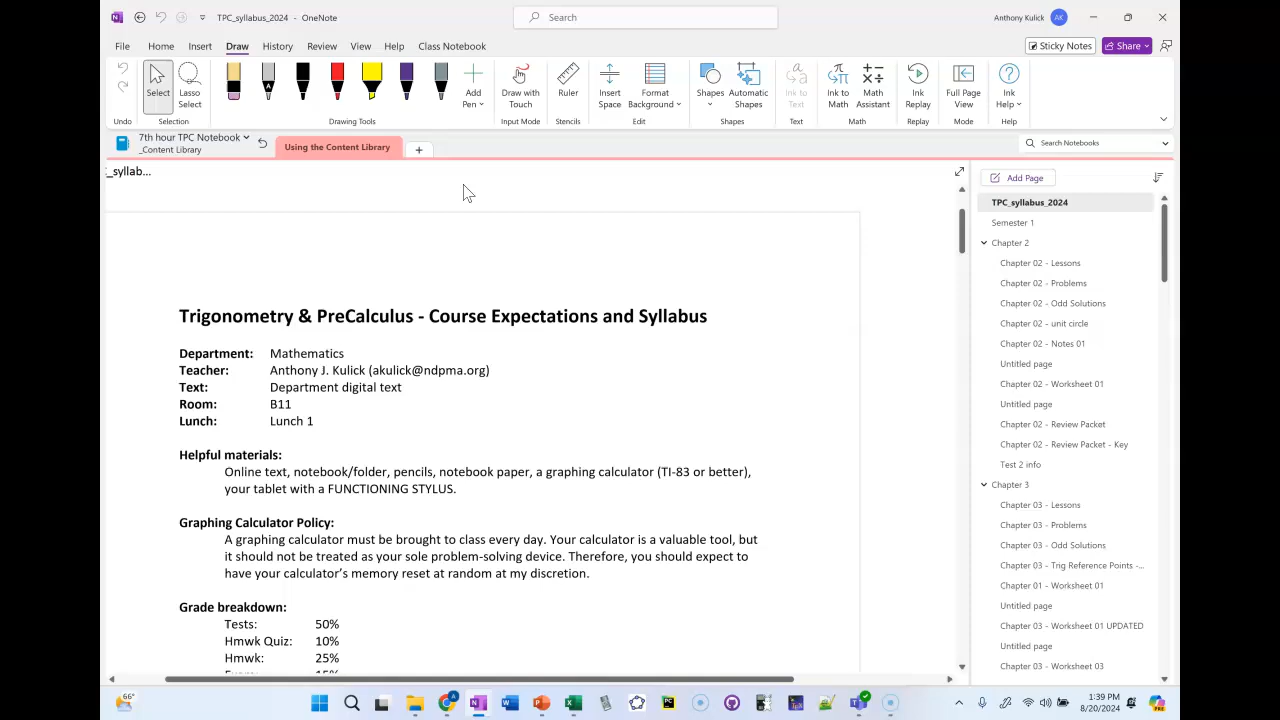 TPC_syllabus_2024 - OneNote
Search
Anthony Kulick
AK
File
Home
Insert
Draw
History
Review
View
Help
Class Notebook
Sticky Notes
Share
Select
Lasso Select
Add Pen
Draw with Touch
Ruler
Insert Space
Format Background
Shapes
Automatic Shapes
Ink to Text
Ink to Math
Math Assistant
Ink Replay
Full Page View
Ink Help
Undo
Selection
Drawing Tools
Input Mode
Stencils
Edit
Shapes
Text
Math
Replay
Mode
Help
7th hour TPC Notebook
_Content Library
Using the Content Library
Search Notebooks
:_syllab...
Trigonometry & PreCalculus - Course Expectations and Syllabus
Department: Mathematics
Teacher: Anthony J. Kulick (akulick@ndpma.org)
Text: Department digital text
Room: B11
Lunch: Lunch 1
Helpful materials:
Online text, notebook/folder, pencils, notebook paper, a graphing calculator (TI-83 or better),
your tablet with a FUNCTIONING STYLUS.
Graphing Calculator Policy:
A graphing calculator must be brought to class every day. Your calculator is a valuable tool, but
it should not be treated as your sole problem-solving device. Therefore, you should expect to
have your calculator's memory reset at random at my discretion.
Grade breakdown:
Tests: 50%
Hmwk Quiz: 10%
Hmwk: 25%
Add Page
TPC_syllabus_2024
Semester 1
Chapter 2
Chapter 02 - Lessons
Chapter 02 - Problems
Chapter 02 - Odd Solutions
Chapter 02 - unit circle
Chapter 02 - Notes 01
Untitled page
Chapter 02 - Worksheet 01
Untitled page
Chapter 02 - Review Packet
Chapter 02 - Review Packet - Key
Test 2 info
Chapter 3
Chapter 03 - Lessons
Chapter 03 - Problems
Chapter 03 - Odd Solutions
Chapter 03 - Trig Reference Points -...
Chapter 01 - Worksheet 01
Untitled page
Chapter 03 - Worksheet 01 UPDATED
Untitled page
Chapter 03 - Worksheet 03
66°
1:39 PM
8/20/2024